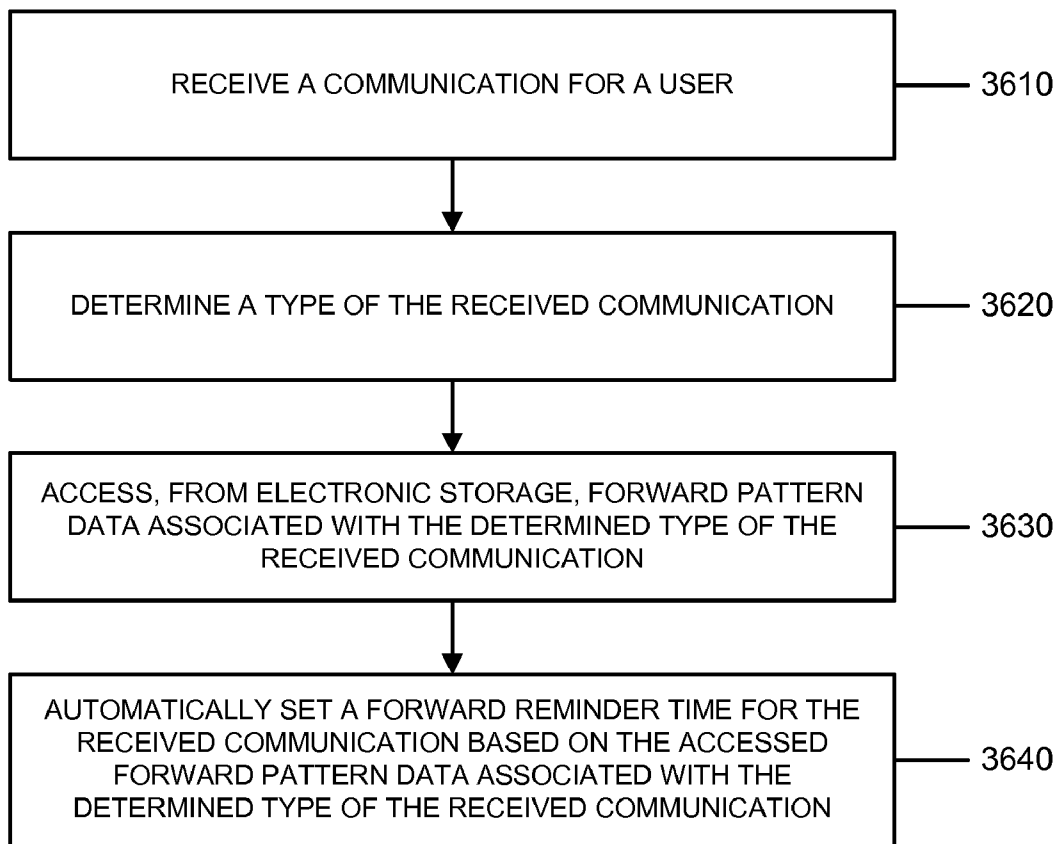 RECEIVE A COMMUNICATION FOR A USER
3610
DETERMINE A TYPE OF THE RECEIVED COMMUNICATION
3620
ACCESS, FROM ELECTRONIC STORAGE, FORWARD PATTERN
DATA ASSOCIATED WITH THE DETERMINED TYPE OF THE
RECEIVED COMMUNICATION
3630
AUTOMATICALLY SET A FORWARD REMINDER TIME FOR THE
RECEIVED COMMUNICATION BASED ON THE ACCESSED
FORWARD PATTERN DATA ASSOCIATED WITH THE
DETERMINED TYPE OF THE RECEIVED COMMUNICATION
3640